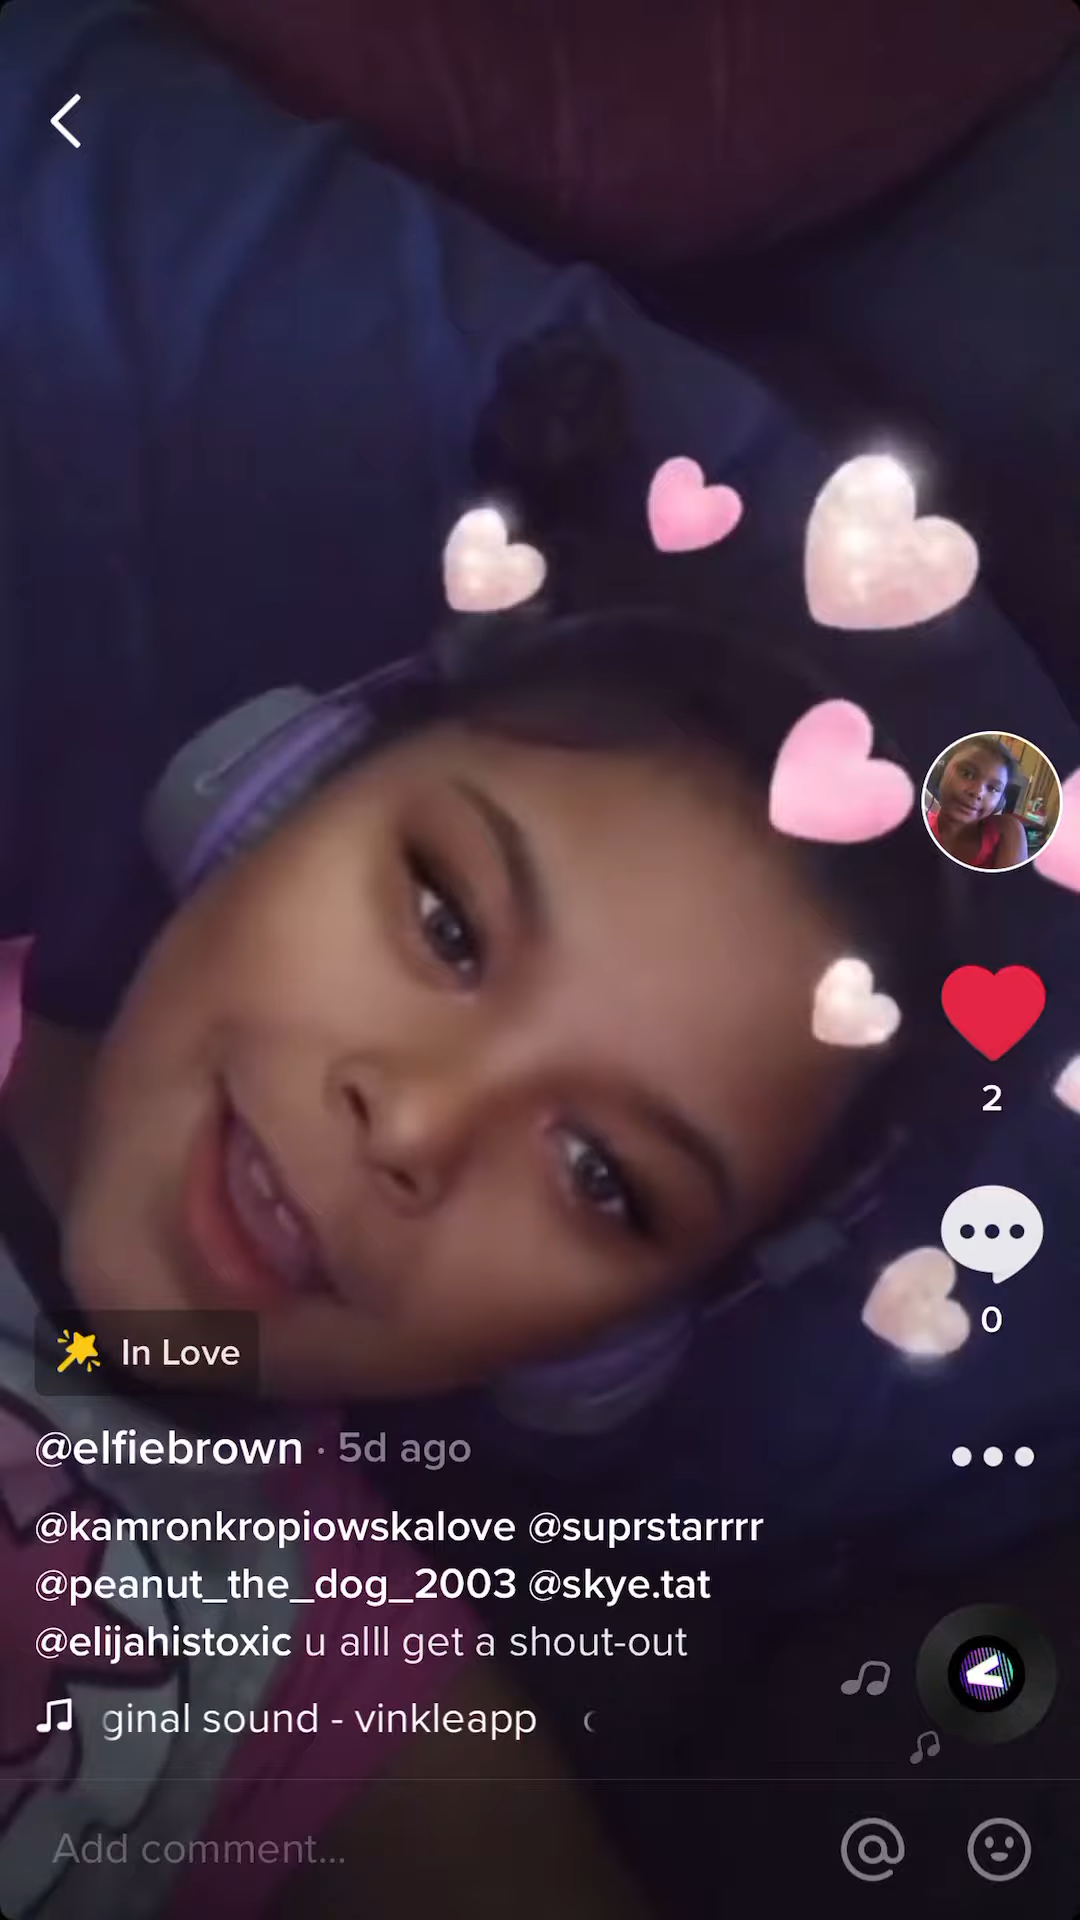 2
0
In Love
@elfiebrown · 5d ago
@kamronkropiowskalove @suprstarrrr
@peanut_the_dog_2003 @skye.tat
@elijahistoxic u alll get a shout-out
ginal sound - vinkleapp
Add comment...